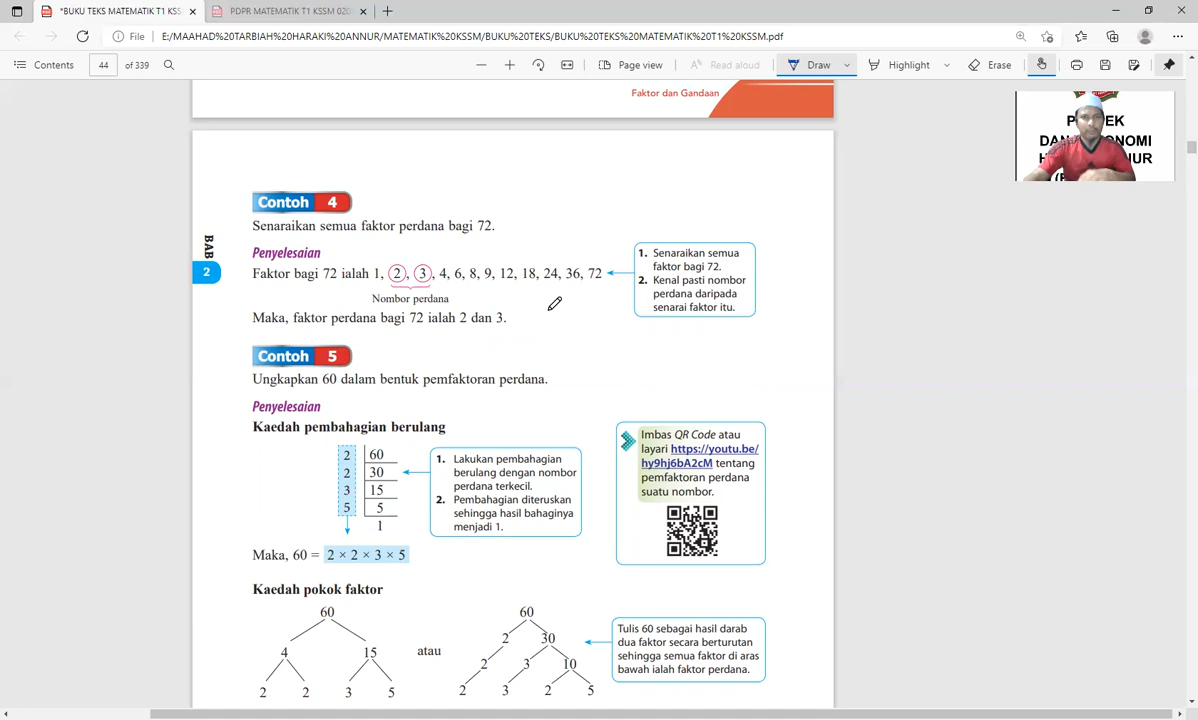 *BUKU TEKS MATEMATIK T1 KSS
PDPR MATEMATIK T1 KSSM 020
File
E:/MAAHAD%20TARBIAH%20HARAKI%20ANNUR/MATEMATIK%20KSSM/BUKU%20TEKS/BUKU%20TEKS%20MATEMATIK%20T1%20KSSM.pdf
Contents
44
of 339
Page view
Read aloud
Draw
Highlight
Erase
Faktor dan Gandaan
BAB
2
Contoh 4
Senaraikan semua faktor perdana bagi 72.
Penyelesaian
Faktor bagi 72 ialah 1, 2, 3, 4, 6, 8, 9, 12, 18, 24, 36, 72
Nombor perdana
Maka, faktor perdana bagi 72 ialah 2 dan 3.
1. Senaraikan semua
faktor bagi 72.
2. Kenal pasti nombor
perdana daripada
senarai faktor itu.
Contoh 5
Ungkapkan 60 dalam bentuk pemfaktoran perdana.
Penyelesaian
Kaedah pembahagian berulang
2 60
2 30
3 15
5 5
1
1. Lakukan pembahagian
berulang dengan nombor
perdana terkecil.
2. Pembahagian diteruskan
sehingga hasil bahaginya
menjadi 1.
Imbas QR Code atau
layari https://youtu.be/
hy9hj6bA2cM tentang
pemfaktoran perdana
suatu nombor.
Maka, 60 = 2 × 2 × 3 × 5
Kaedah pokok faktor
60
4 15
2 2 3 5
atau
60
2 30
2 3 10
2 3 2 5
Tulis 60 sebagai hasil darab
dua faktor secara berturutan
sehingga semua faktor di aras
bawah ialah faktor perdana.